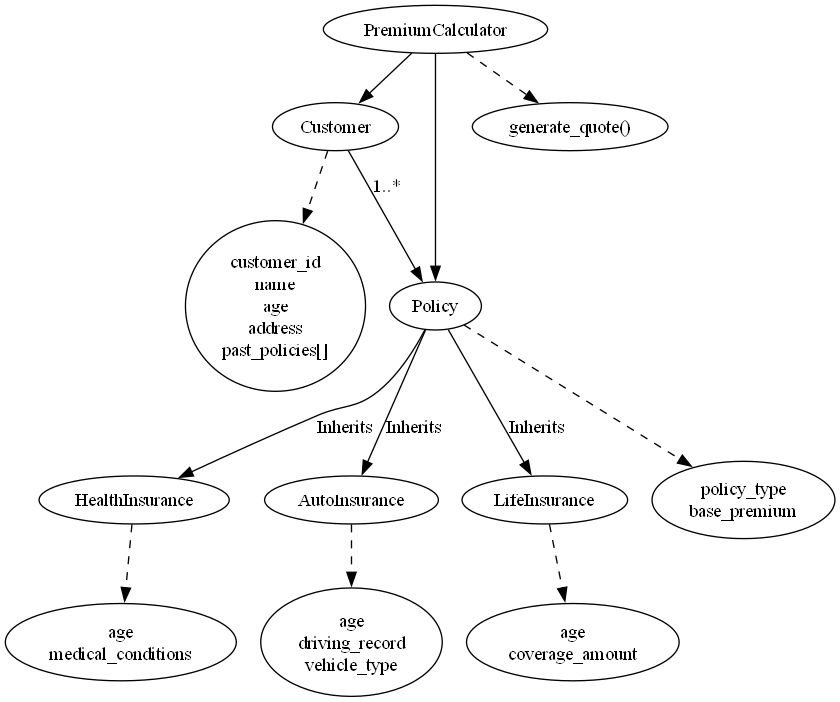 PremiumCalculator
Customer
generate_quote()
1..*
customer_id
name
age
address
past_policies[]
Policy
Inherits
Inherits
Inherits
HealthInsurance
AutoInsurance
LifeInsurance
policy_type
base_premium
age
medical_conditions
age
driving_record
vehicle_type
age
coverage_amount